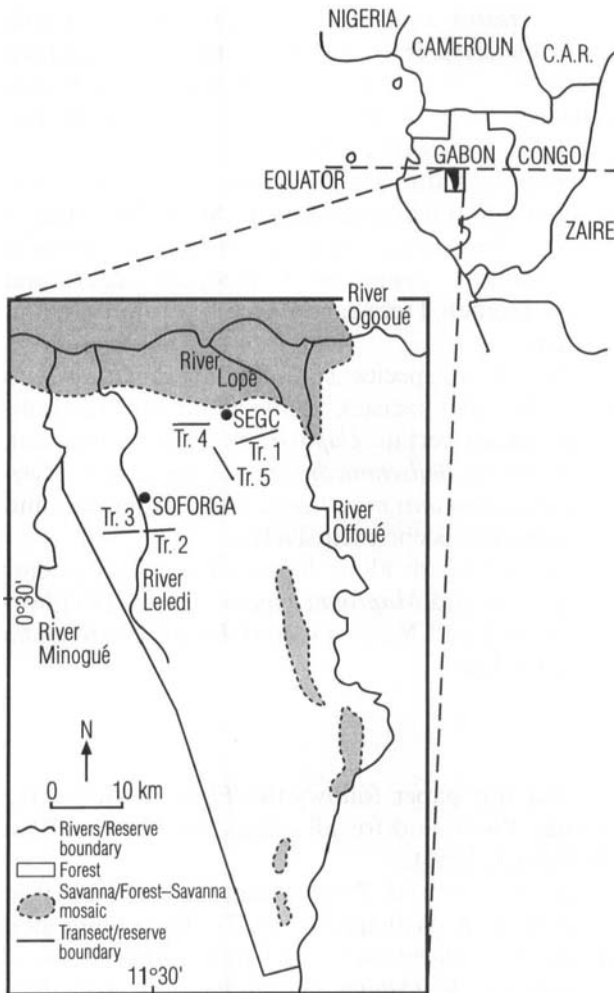 NIGERIA
CAMEROUN
C.A.R.
GABON
CONGO
EQUATOR
ZAIRE
River
Ogooué
River
Lopé
SEGC
Tr. 4
Tr. 1
Tr. 5
SOFORGA
Tr. 3
Tr. 2
River
Offoué
River
Leledi
0°30'
River
Minogué
N
0 10 km
Rivers/Reserve
boundary
Forest
Savanna/Forest–Savanna
mosaic
Transect/reserve
boundary
11°30'